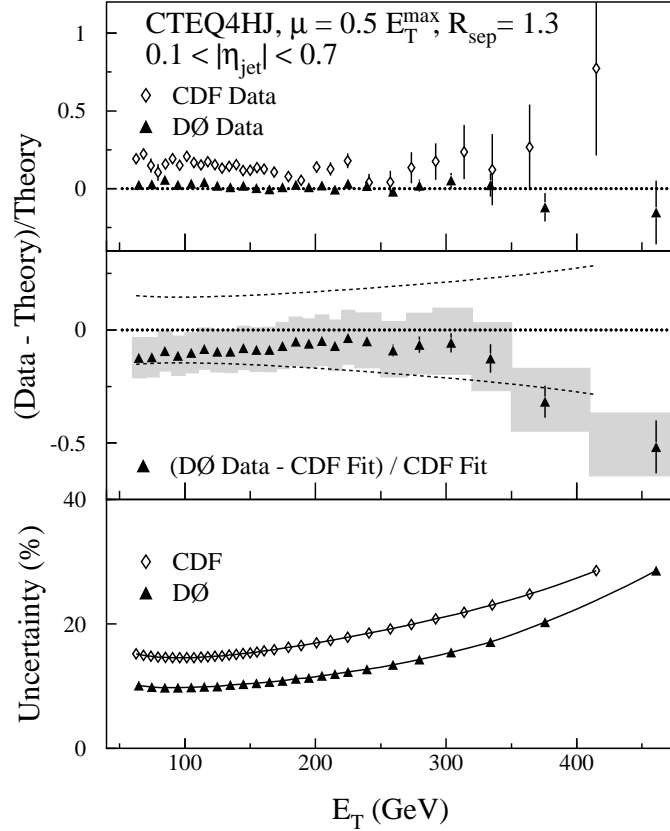 CTEQ4HJ, μ = 0.5 E_T^max, R_sep = 1.3
0.1 < |η_jet| < 0.7
CDF Data
DØ Data
1
0.5
0
(Data - Theory)/Theory
0
-0.5
(DØ Data - CDF Fit) / CDF Fit
40
CDF
DØ
20
0
Uncertainty (%)
100 200 300 400
E_T (GeV)